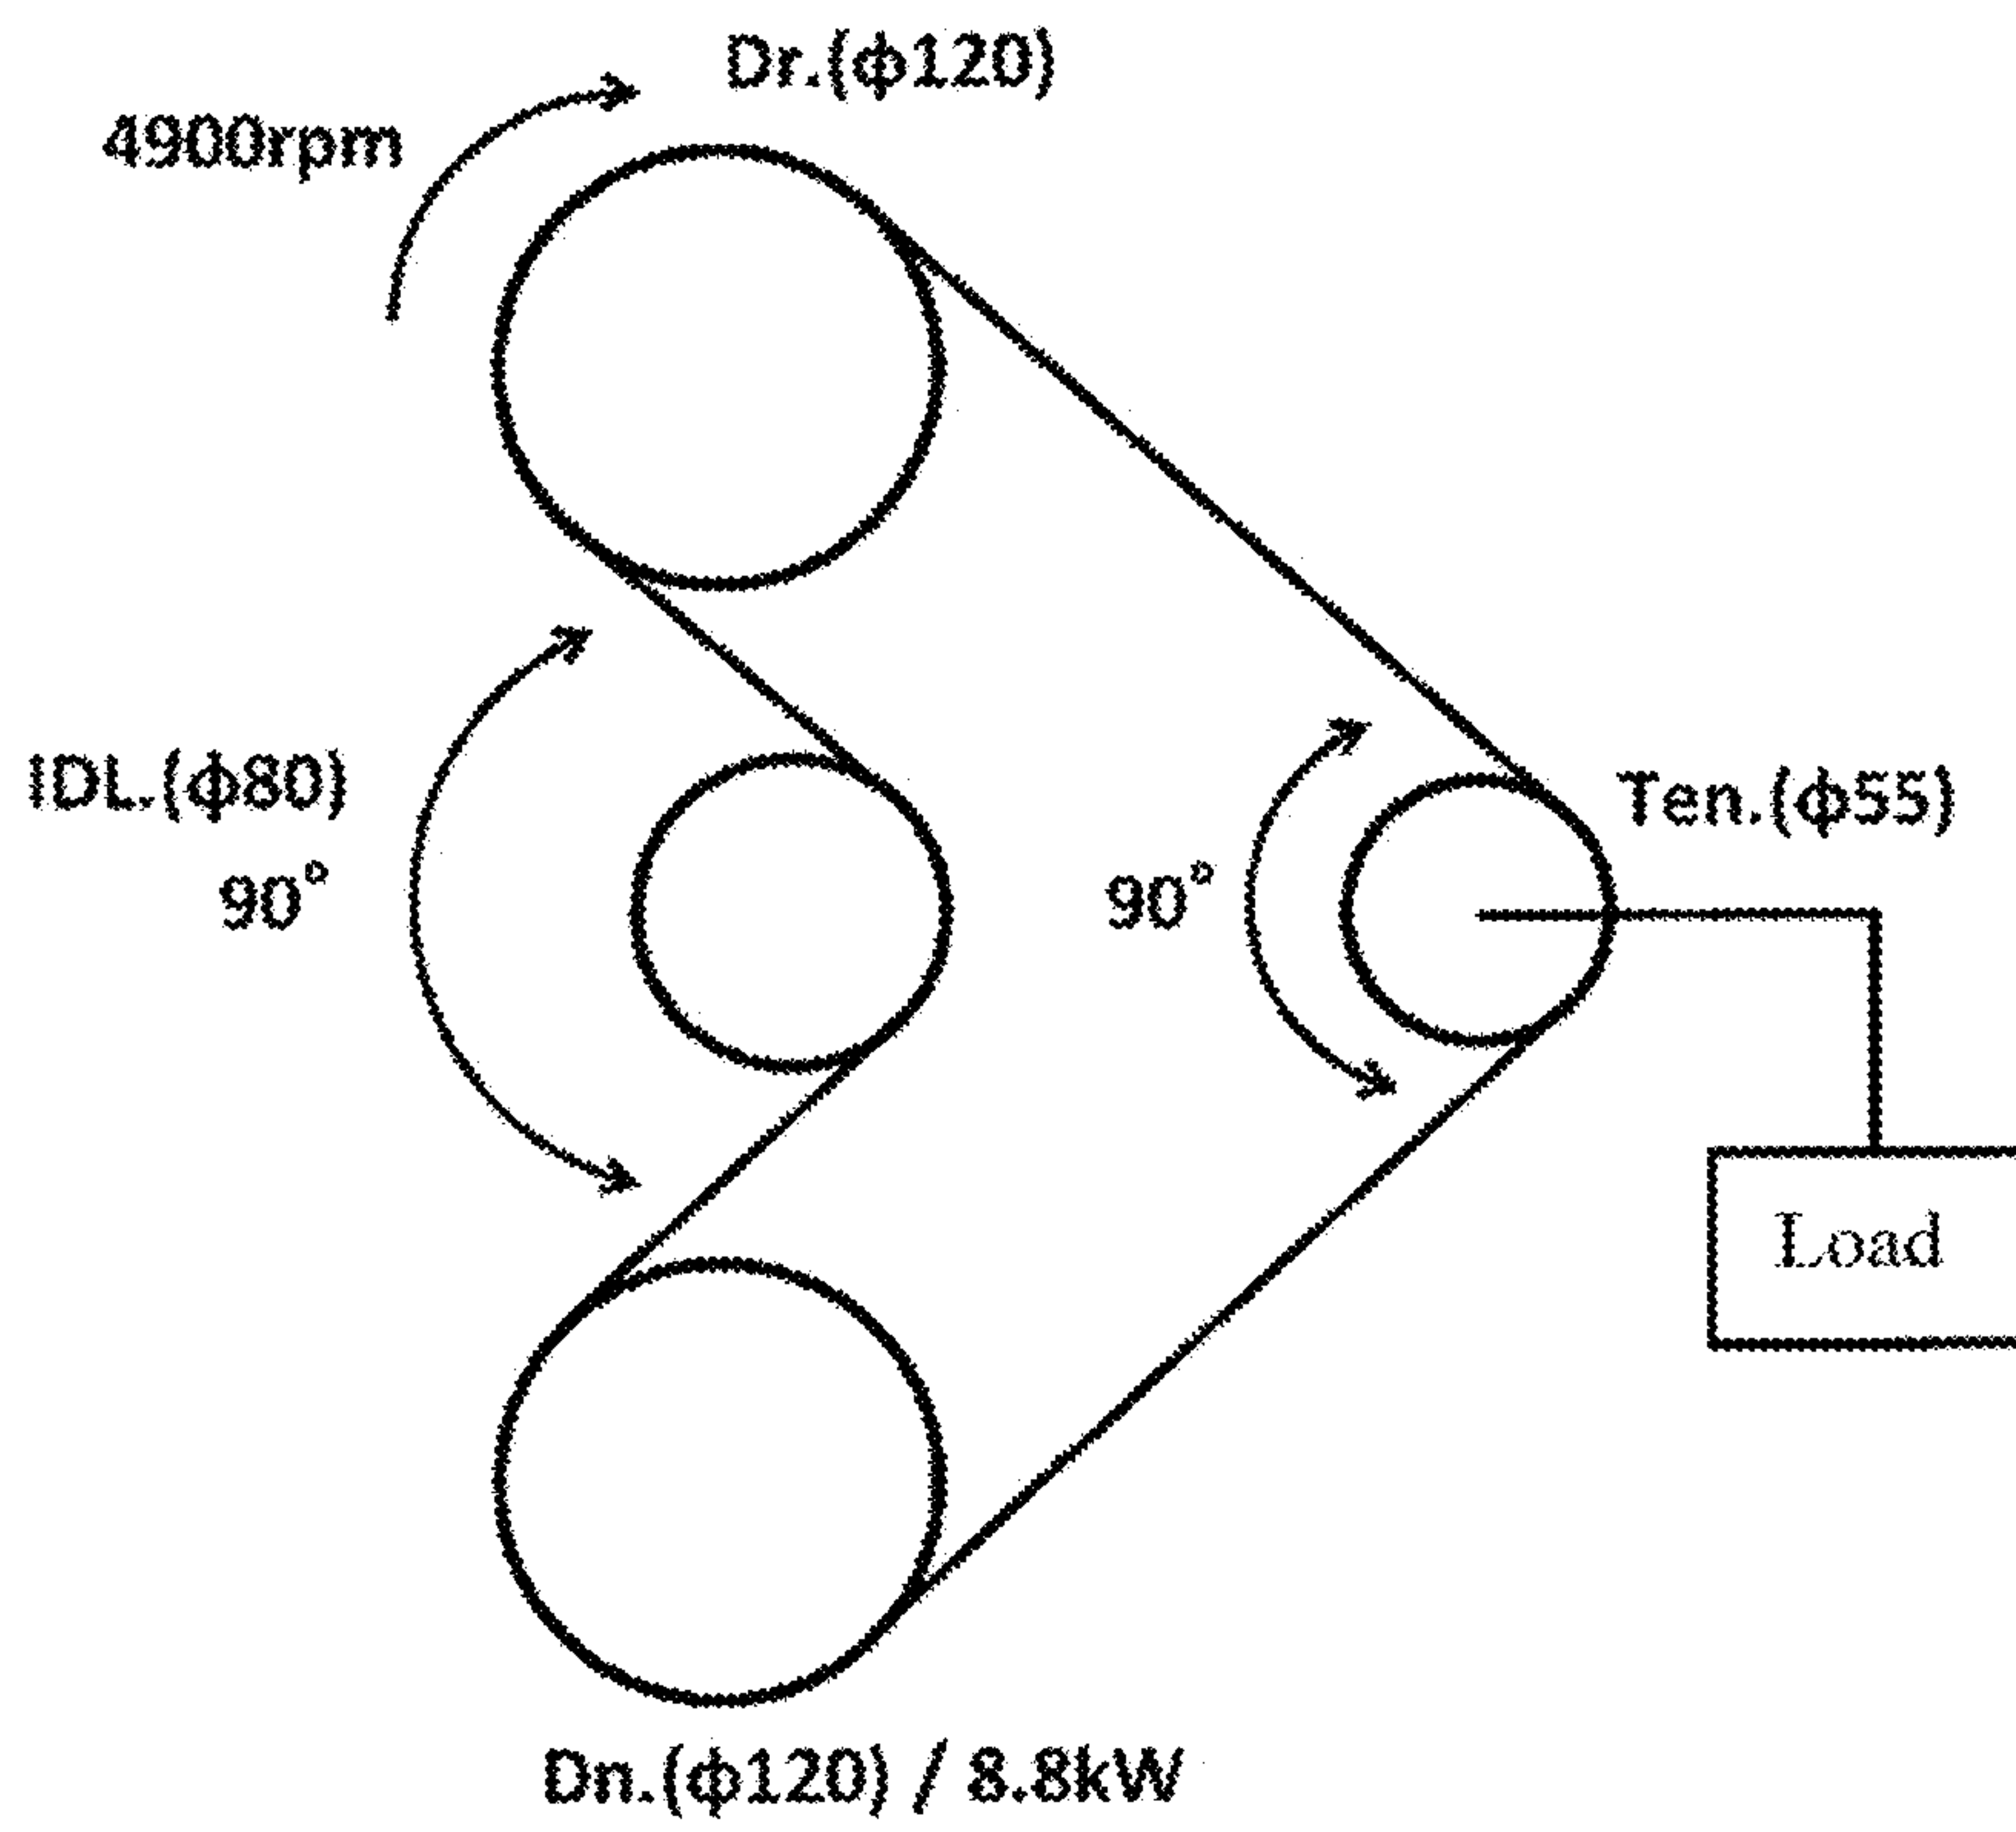 Dr.(ϕ120)
4900rpm
IDL.(ϕ80)
90°
90°
Ten.(ϕ55)
Load
Dn.(ϕ120) / 8.8kW